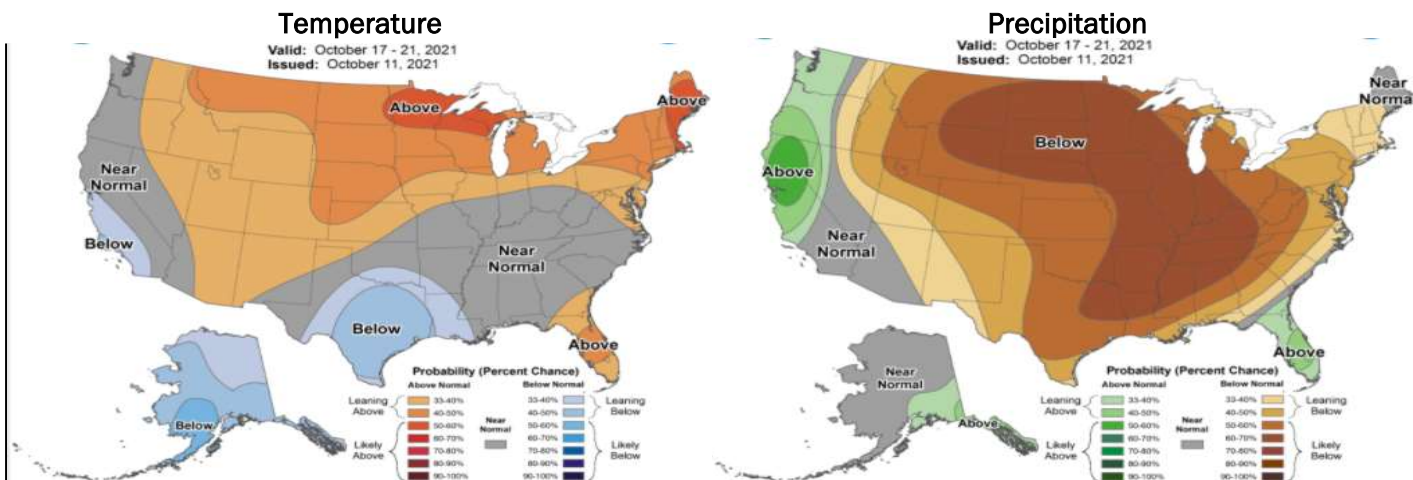 Temperature
Valid: October 17 - 21, 2021
Issued: October 11, 2021
Above
Above
Near
Normal
Below
Near
Normal
Below
Above
Below
Probability (Percent Chance)
Above Normal
Below Normal
Leaning
Above
33-40%
40-50%
50-60%
60-70%
70-80%
80-90%
90-100%
Likely
Above
Near
Normal
33-40%
40-50%
50-60%
60-70%
70-80%
80-90%
90-100%
Leaning
Below
Likely
Below
Precipitation
Valid: October 17 - 21, 2021
Issued: October 11, 2021
Near
Normal
Below
Above
Near
Normal
Above
Near
Normal
Above
Probability (Percent Chance)
Above Normal
Below Normal
Leaning
Above
33-40%
40-50%
50-60%
60-70%
70-80%
80-90%
90-100%
Likely
Above
Near
Normal
33-40%
40-50%
50-60%
60-70%
70-80%
80-90%
90-100%
Leaning
Below
Likely
Below